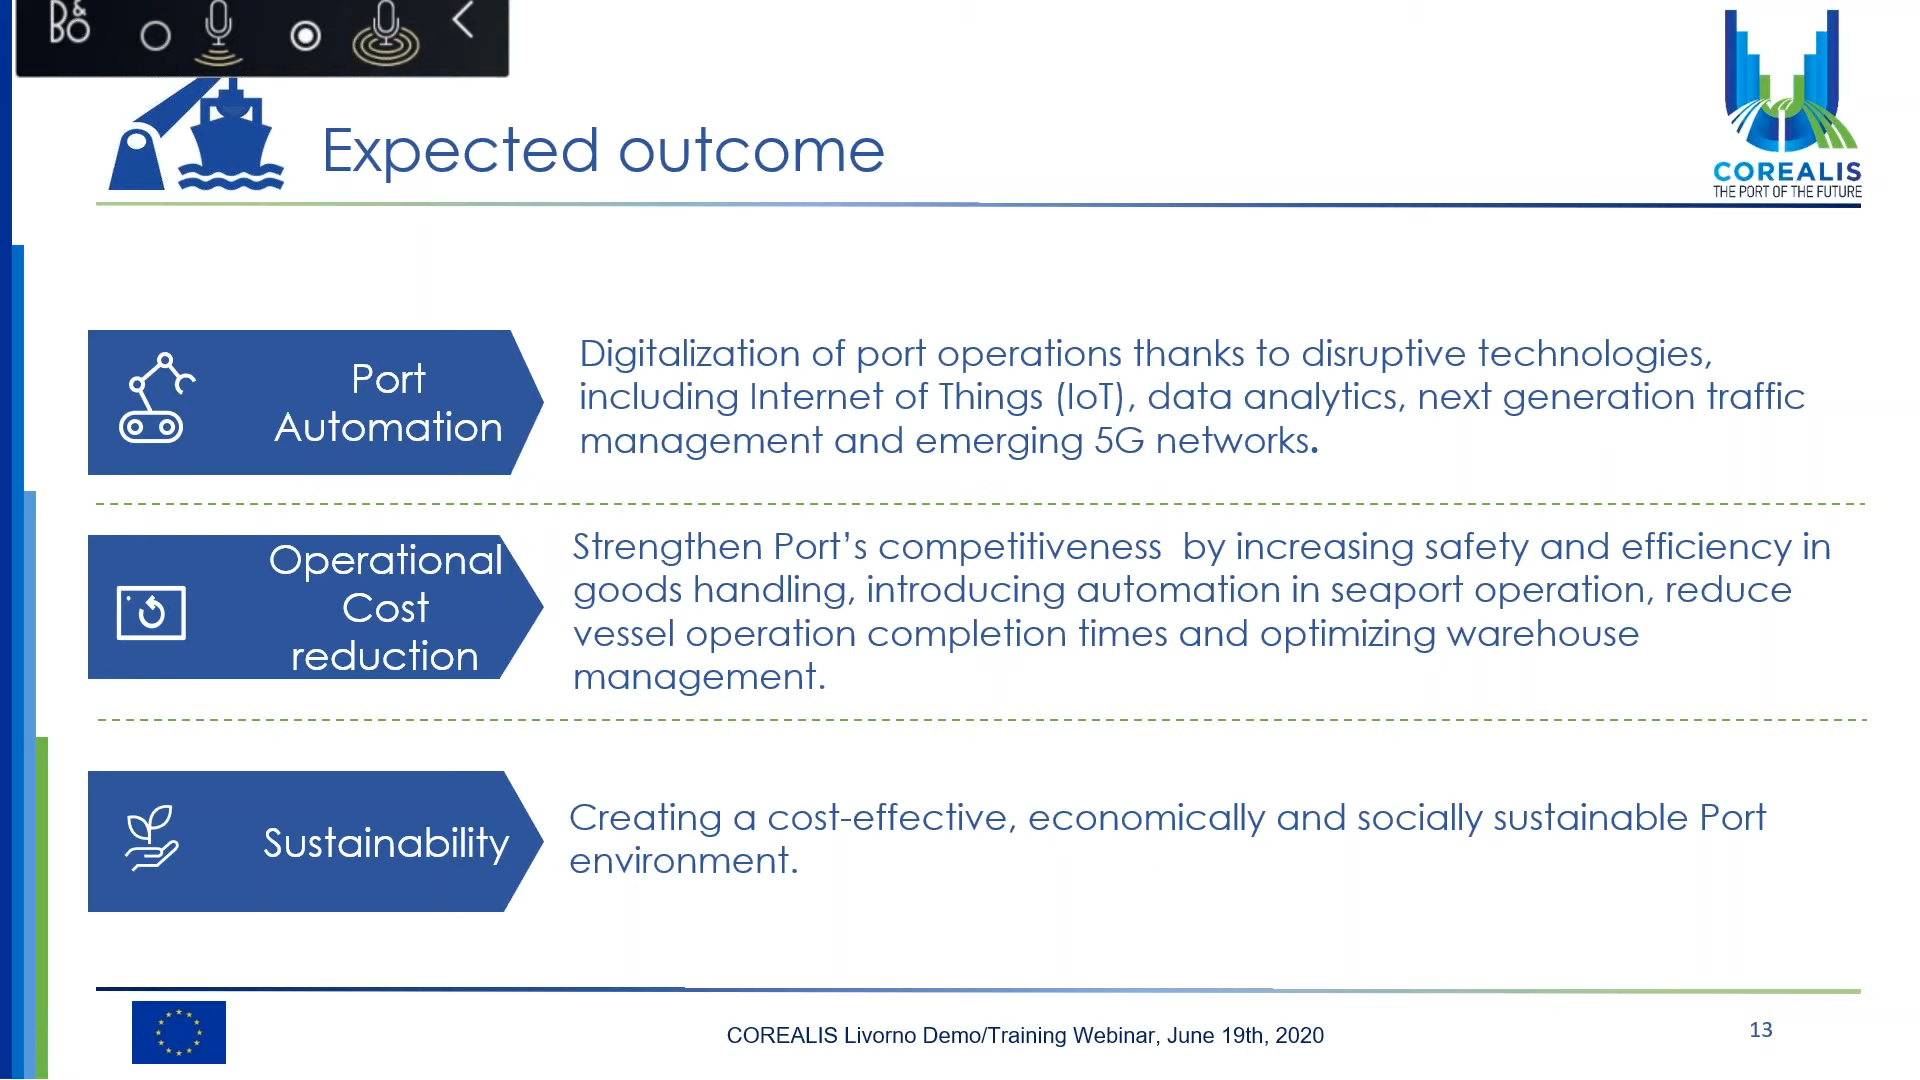 B&O
Expected outcome
COREALIS
THE PORT OF THE FUTURE
Port
Automation
Digitalization of port operations thanks to disruptive technologies,
including Internet of Things (IoT), data analytics, next generation traffic
management and emerging 5G networks.
Operational
Cost
reduction
Strengthen Port’s competitiveness  by increasing safety and efficiency in
goods handling, introducing automation in seaport operation, reduce
vessel operation completion times and optimizing warehouse
management.
Sustainability
Creating a cost-effective, economically and socially sustainable Port
environment.
COREALIS Livorno Demo/Training Webinar, June 19th, 2020
13